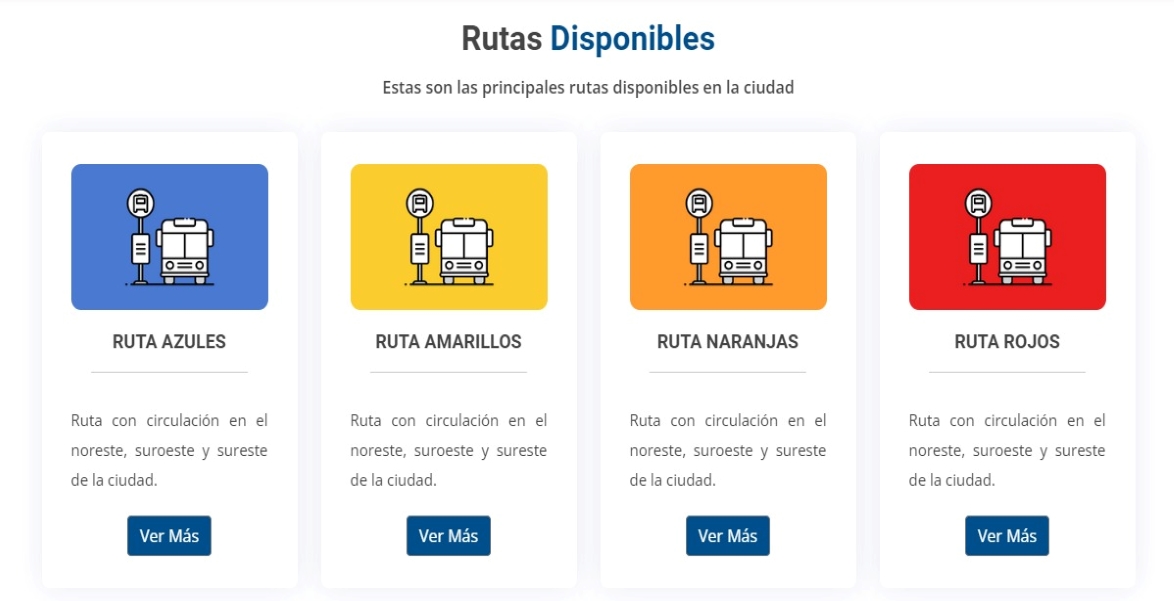 Rutas Disponibles
Estas son las principales rutas disponibles en la ciudad
RUTA AZULES
Ruta con circulación en el
noreste, suroeste y sureste
de la ciudad.
Ver Más
RUTA AMARILLOS
Ruta con circulación en el
noreste, suroeste y sureste
de la ciudad.
Ver Más
RUTA NARANJAS
Ruta con circulación en el
noreste, suroeste y sureste
de la ciudad.
Ver Más
RUTA ROJOS
Ruta con circulación en el
noreste, suroeste y sureste
de la ciudad.
Ver Más